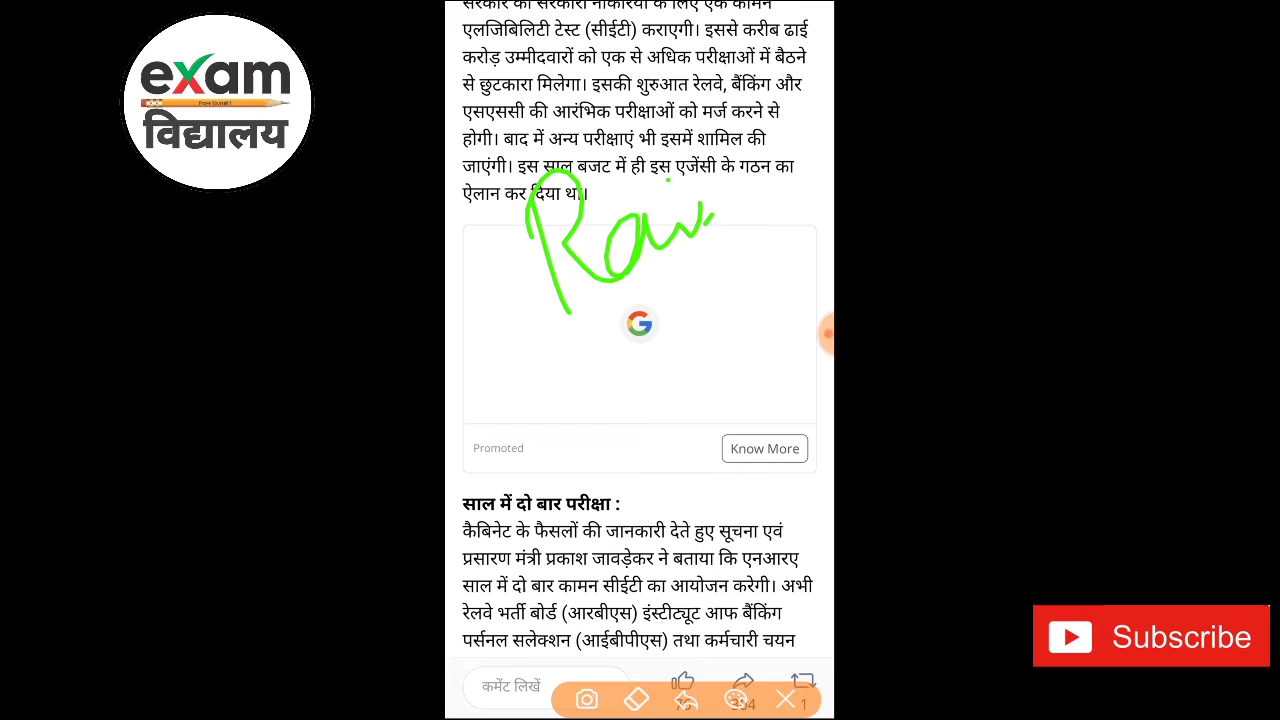 exam
Prove Yourself !
विद्यालय
एलजिबिलिटी टेस्ट (सीईटी) कराएगी। इससे करीब ढाई
करोड़ उम्मीदवारों को एक से अधिक परीक्षाओं में बैठने
से छुटकारा मिलेगा। इसकी शुरुआत रेलवे, बैंकिंग और
एसएससी की आरंभिक परीक्षाओं को मर्ज करने से
होगी। बाद में अन्य परीक्षाएं भी इसमें शामिल की
जाएंगी। इस साल बजट में ही इस एजेंसी के गठन का
ऐलान कर दिया था।
Promoted
Know More
साल में दो बार परीक्षा :
कैबिनेट के फैसलों की जानकारी देते हुए सूचना एवं
प्रसारण मंत्री प्रकाश जावड़ेकर ने बताया कि एनआरए
साल में दो बार कामन सीईटी का आयोजन करेगी। अभी
रेलवे भर्ती बोर्ड (आरबीएस) इंस्टीट्यूट आफ बैंकिंग
पर्सनल सलेक्शन (आईबीपीएस) तथा कर्मचारी चयन
कमेंट लिखें
1
Subscribe